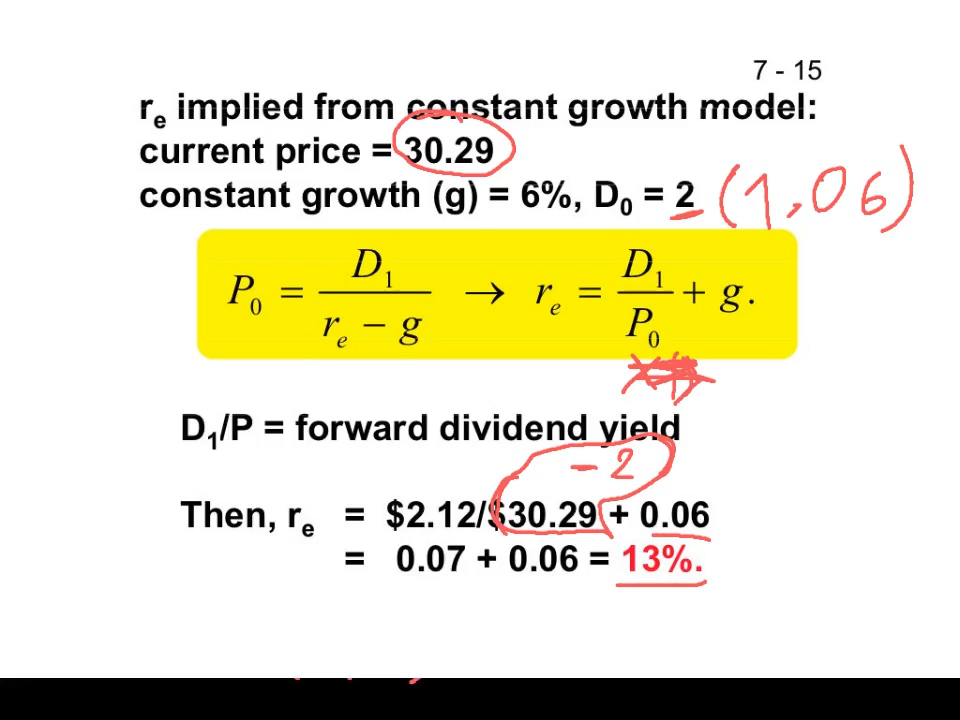 7 - 15
rₑ implied from constant growth model:
current price = 30.29
constant growth (g) = 6%, D₀ = 2 (1,06)
P₀ = D₁ / (rₑ − g) → rₑ = D₁ / P₀ + g.
D₁/P = forward dividend yield
− 2
Then, rₑ = $2.12/$30.29 + 0.06
= 0.07 + 0.06 = 13%.